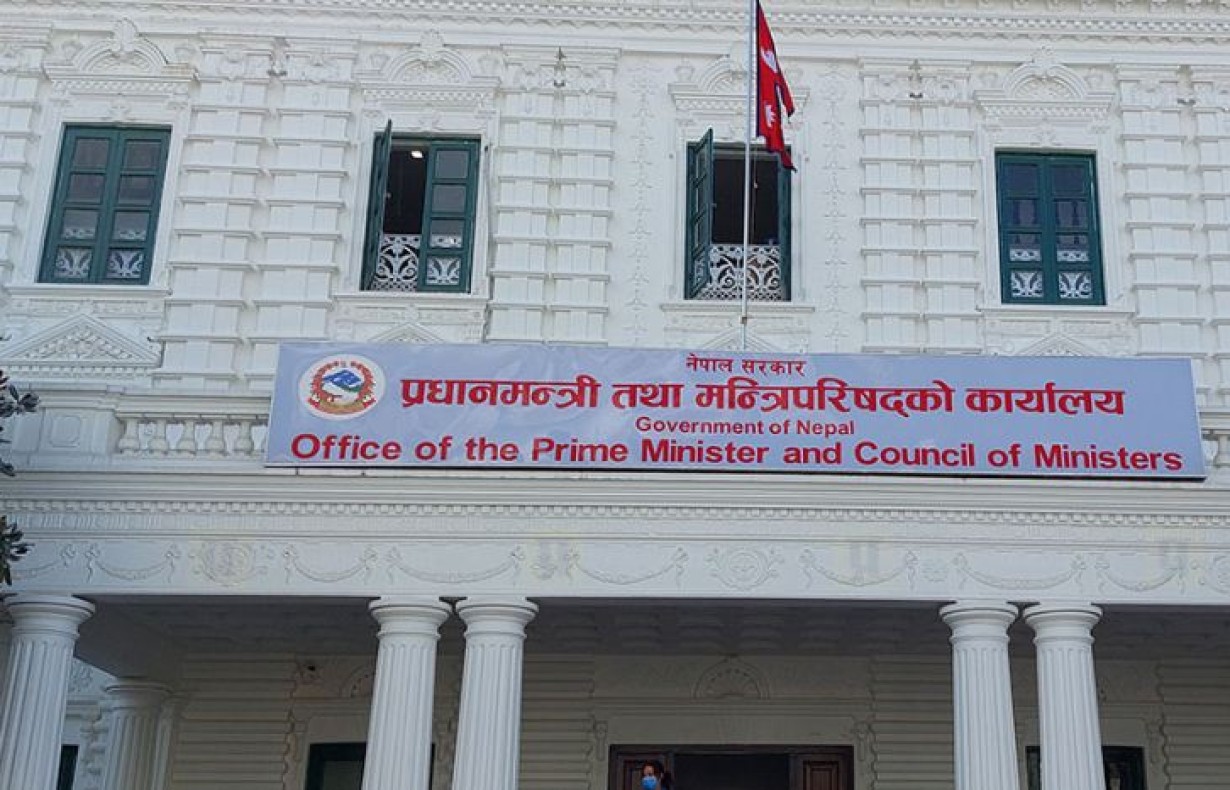 नेपाल सरकार
प्रधानमन्त्री तथा मन्त्रिपरिषद्को कार्यालय
Government of Nepal
Office of the Prime Minister and Council of Ministers